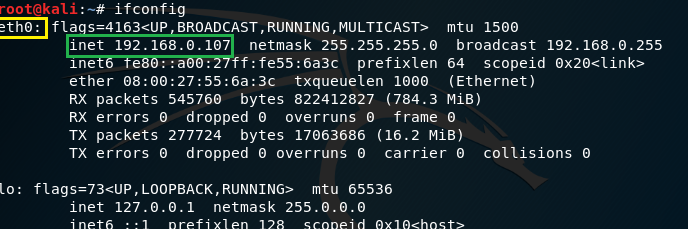 root@kali:~# ifconfig
eth0: flags=4163<UP,BROADCAST,RUNNING,MULTICAST>  mtu 1500
        inet 192.168.0.107  netmask 255.255.255.0  broadcast 192.168.0.255
        inet6 fe80::a00:27ff:fe55:6a3c  prefixlen 64  scopeid 0x20<link>
        ether 08:00:27:55:6a:3c  txqueuelen 1000  (Ethernet)
        RX packets 545760  bytes 822412827 (784.3 MiB)
        RX errors 0  dropped 0  overruns 0  frame 0
        TX packets 277724  bytes 17063686 (16.2 MiB)
        TX errors 0  dropped 0 overruns 0  carrier 0  collisions 0
lo: flags=73<UP,LOOPBACK,RUNNING>  mtu 65536
        inet 127.0.0.1  netmask 255.0.0.0
        inet6 ::1  prefixlen 128  scopeid 0x10<host>